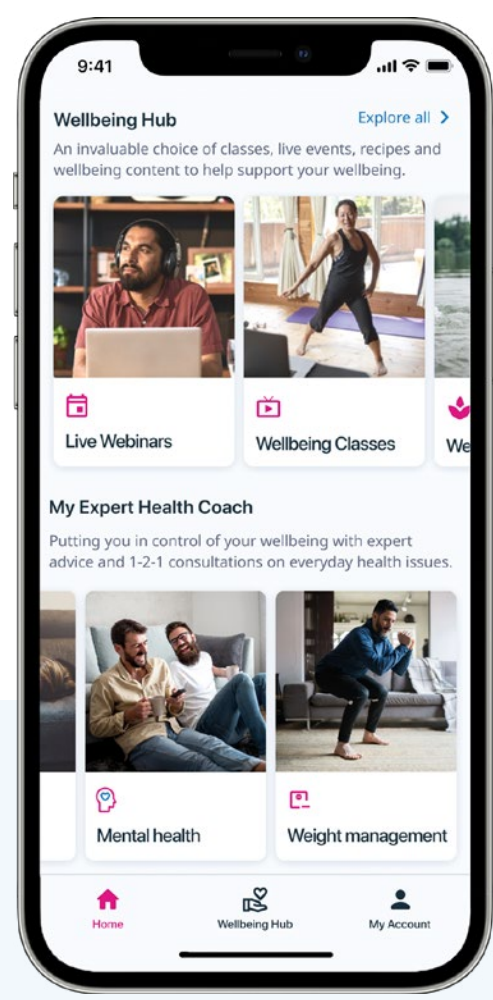 9:41
Wellbeing Hub
Explore all
An invaluable choice of classes, live events, recipes and
wellbeing content to help support your wellbeing.
Live Webinars
Wellbeing Classes
We
My Expert Health Coach
Putting you in control of your wellbeing with expert
advice and 1-2-1 consultations on everyday health issues.
Mental health
Weight management
Home
Wellbeing Hub
My Account